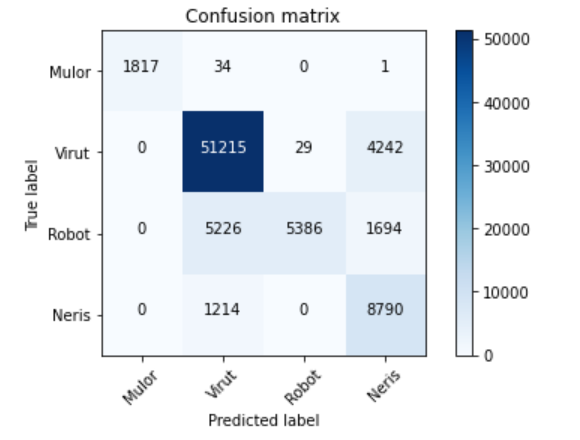 Confusion matrix
Mulor 1817 34 0 1
Virut 0 51215 29 4242
Robot 0 5226 5386 1694
Neris 0 1214 0 8790
Mulor Virut Robot Neris
True label
Predicted label
50000
40000
30000
20000
10000
0